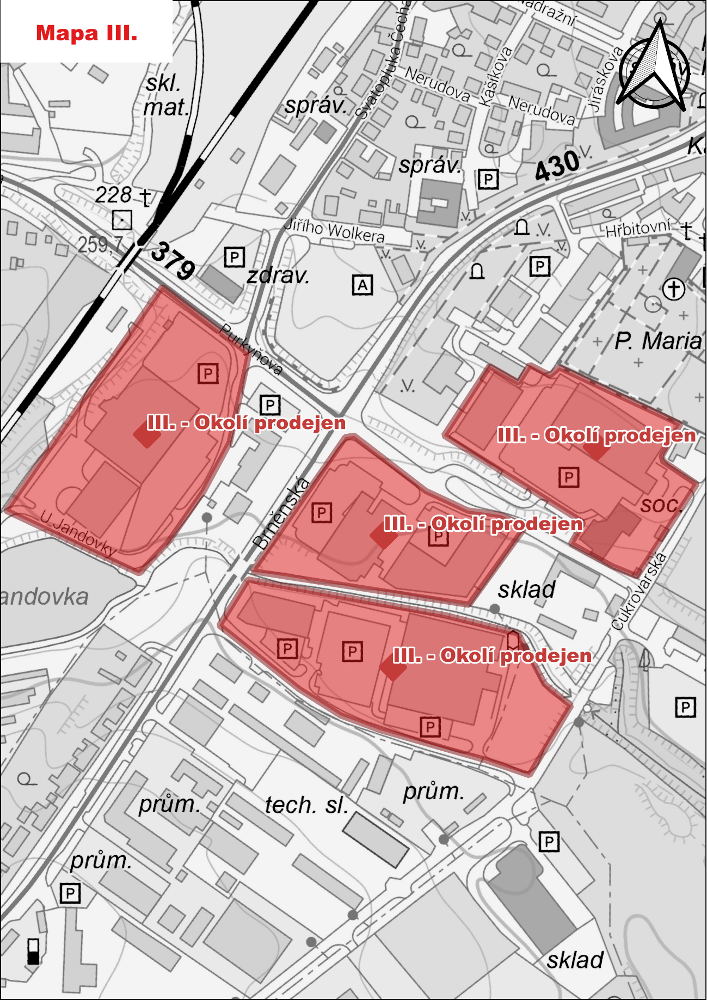 Mapa III.
Nádražní
skl.
mat.
Svatopluka Čecha
Nerudova
Kašíkova
Jiráskova
Nerudova
správ.
správ.
430
V.
P
228
259,7
379
Jiřího Wolkera
V.
V.
V.
V.
V.
Hřbitovní
P
zdrav.
A
P
P. Maria
Purkyňova
V.
P
P
III. - Okolí prodejen
III. - Okolí prodejen
P
soc.
Brněnská
P
III. - Okolí prodejen
P
U Jandovky
andovka
sklad
Cukrovarská
P
P
III. - Okolí prodejen
P
P
prům.
tech. sl.
prům.
P
prům.
P
sklad